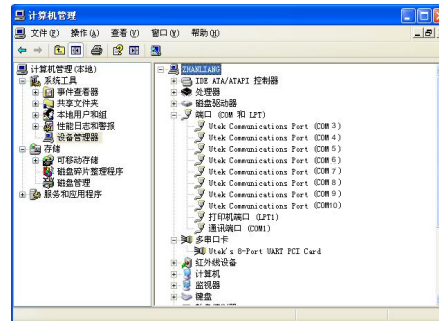 计算机管理
文件(F) 操作(A) 查看(V) 窗口(W) 帮助(H)
计算机管理(本地)
系统工具
事件查看器
共享文件夹
本地用户和组
性能日志和警报
设备管理器
存储
可移动存储
磁盘碎片整理程序
磁盘管理
服务和应用程序
ZHANLIANG
IDE ATA/ATAPI 控制器
处理器
磁盘驱动器
端口 (COM 和 LPT)
Utek Communications Port (COM3)
Utek Communications Port (COM4)
Utek Communications Port (COM5)
Utek Communications Port (COM6)
Utek Communications Port (COM7)
Utek Communications Port (COM8)
Utek Communications Port (COM9)
Utek Communications Port (COM10)
打印机端口 (LPT1)
通讯端口 (COM1)
多串口卡
Utek's 8-Port UART PCI Card
红外线设备
计算机
监视器
键盘